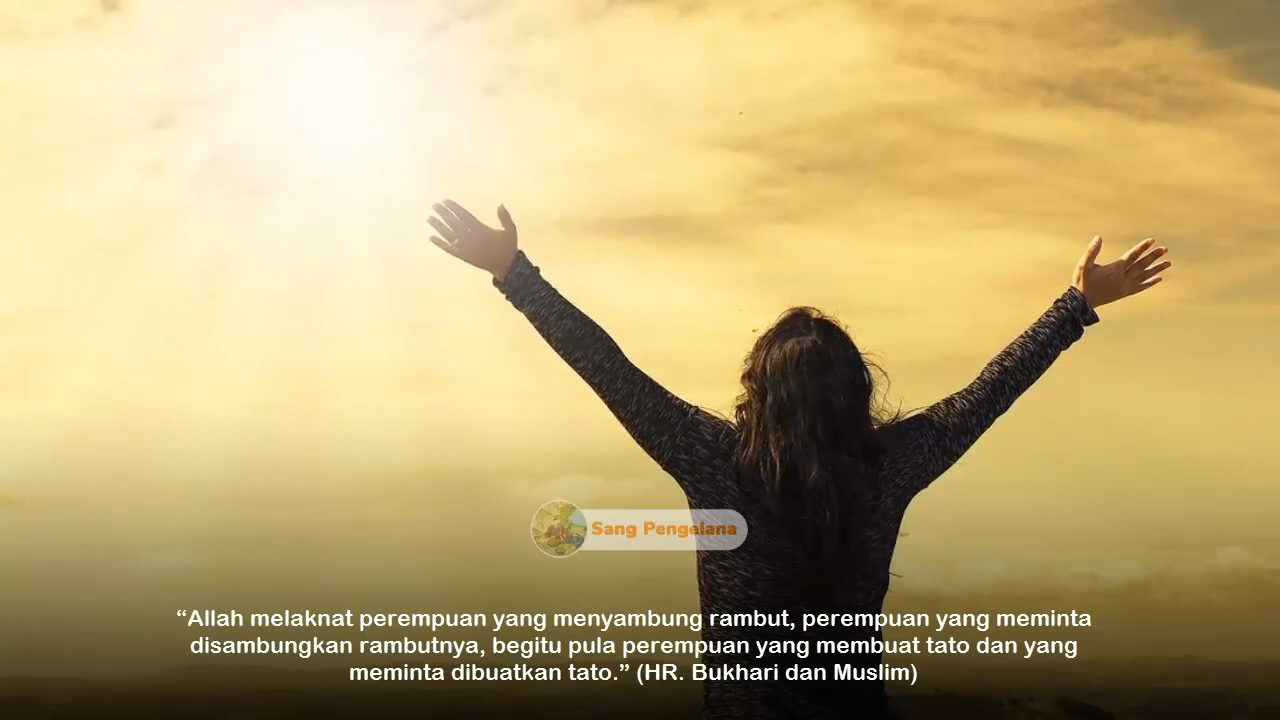 Sang Pengelana
“Allah melaknat perempuan yang menyambung rambut, perempuan yang meminta
disambungkan rambutnya, begitu pula perempuan yang membuat tato dan yang
meminta dibuatkan tato.” (HR. Bukhari dan Muslim)